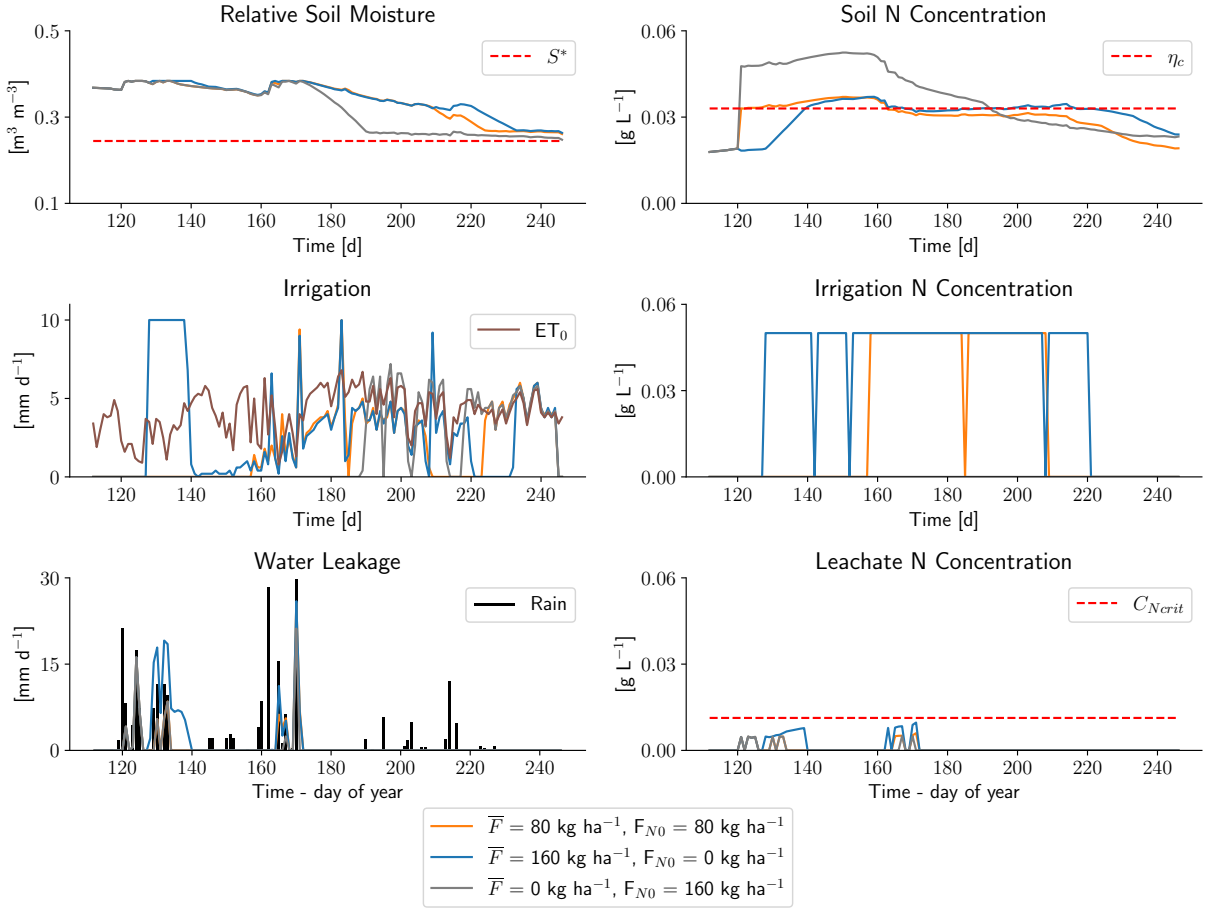 Relative Soil Moisture
0.5
0.3
0.1
[m³ m⁻³]
S*
120 140 160 180 200 220 240
Time [d]
Soil N Concentration
0.06
0.03
0.00
[g L⁻¹]
η_c
120 140 160 180 200 220 240
Time [d]
Irrigation
10
5
0
[mm d⁻¹]
ET₀
120 140 160 180 200 220 240
Time [d]
Irrigation N Concentration
0.06
0.03
0.00
[g L⁻¹]
120 140 160 180 200 220 240
Time [d]
Water Leakage
30
15
0
[mm d⁻¹]
Rain
120 140 160 180 200 220 240
Time - day of year
Leachate N Concentration
0.06
0.03
0.00
[g L⁻¹]
C_Ncrit
120 140 160 180 200 220 240
Time - day of year
F̅ = 80 kg ha⁻¹, F_N0 = 80 kg ha⁻¹
F̅ = 160 kg ha⁻¹, F_N0 = 0 kg ha⁻¹
F̅ = 0 kg ha⁻¹, F_N0 = 160 kg ha⁻¹